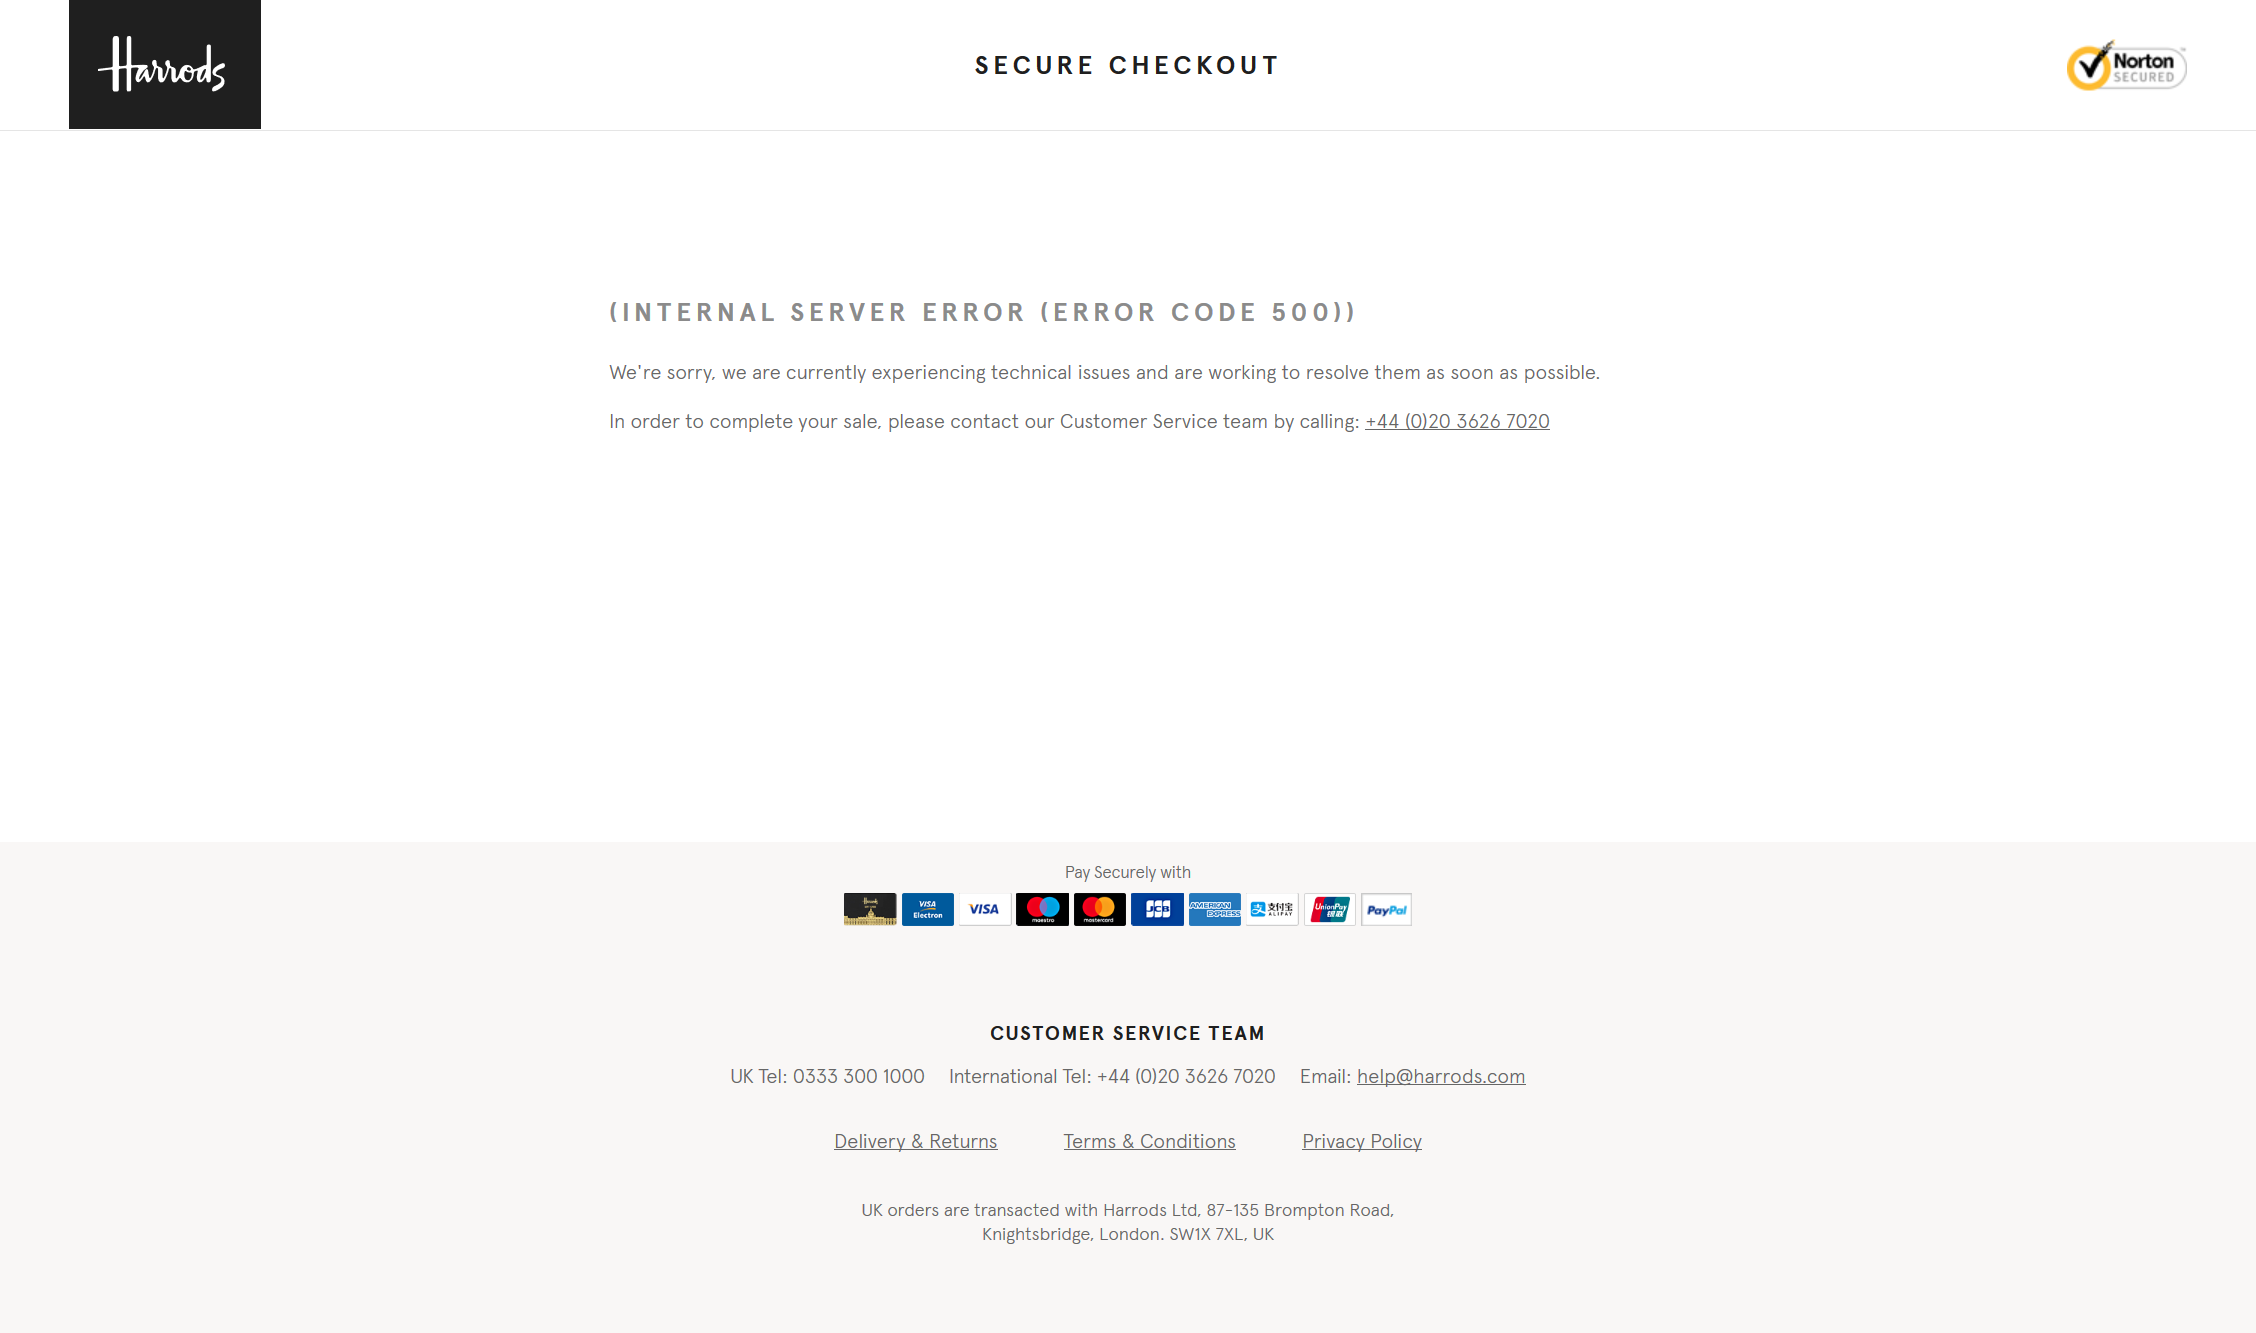 Harrods
SECURE CHECKOUT
Norton
SECURED
(INTERNAL SERVER ERROR (ERROR CODE 500))
We're sorry, we are currently experiencing technical issues and are working to resolve them as soon as possible.
In order to complete your sale, please contact our Customer Service team by calling: +44 (0)20 3626 7020
Pay Securely with
Harrods
VISA Electron
VISA
maestro
mastercard
JCB
AMERICAN EXPRESS
支付宝 ALIPAY
UnionPay 银联
PayPal
CUSTOMER SERVICE TEAM
UK Tel: 0333 300 1000 International Tel: +44 (0)20 3626 7020 Email: help@harrods.com
Delivery & Returns Terms & Conditions Privacy Policy
UK orders are transacted with Harrods Ltd, 87-135 Brompton Road,
Knightsbridge, London. SW1X 7XL, UK